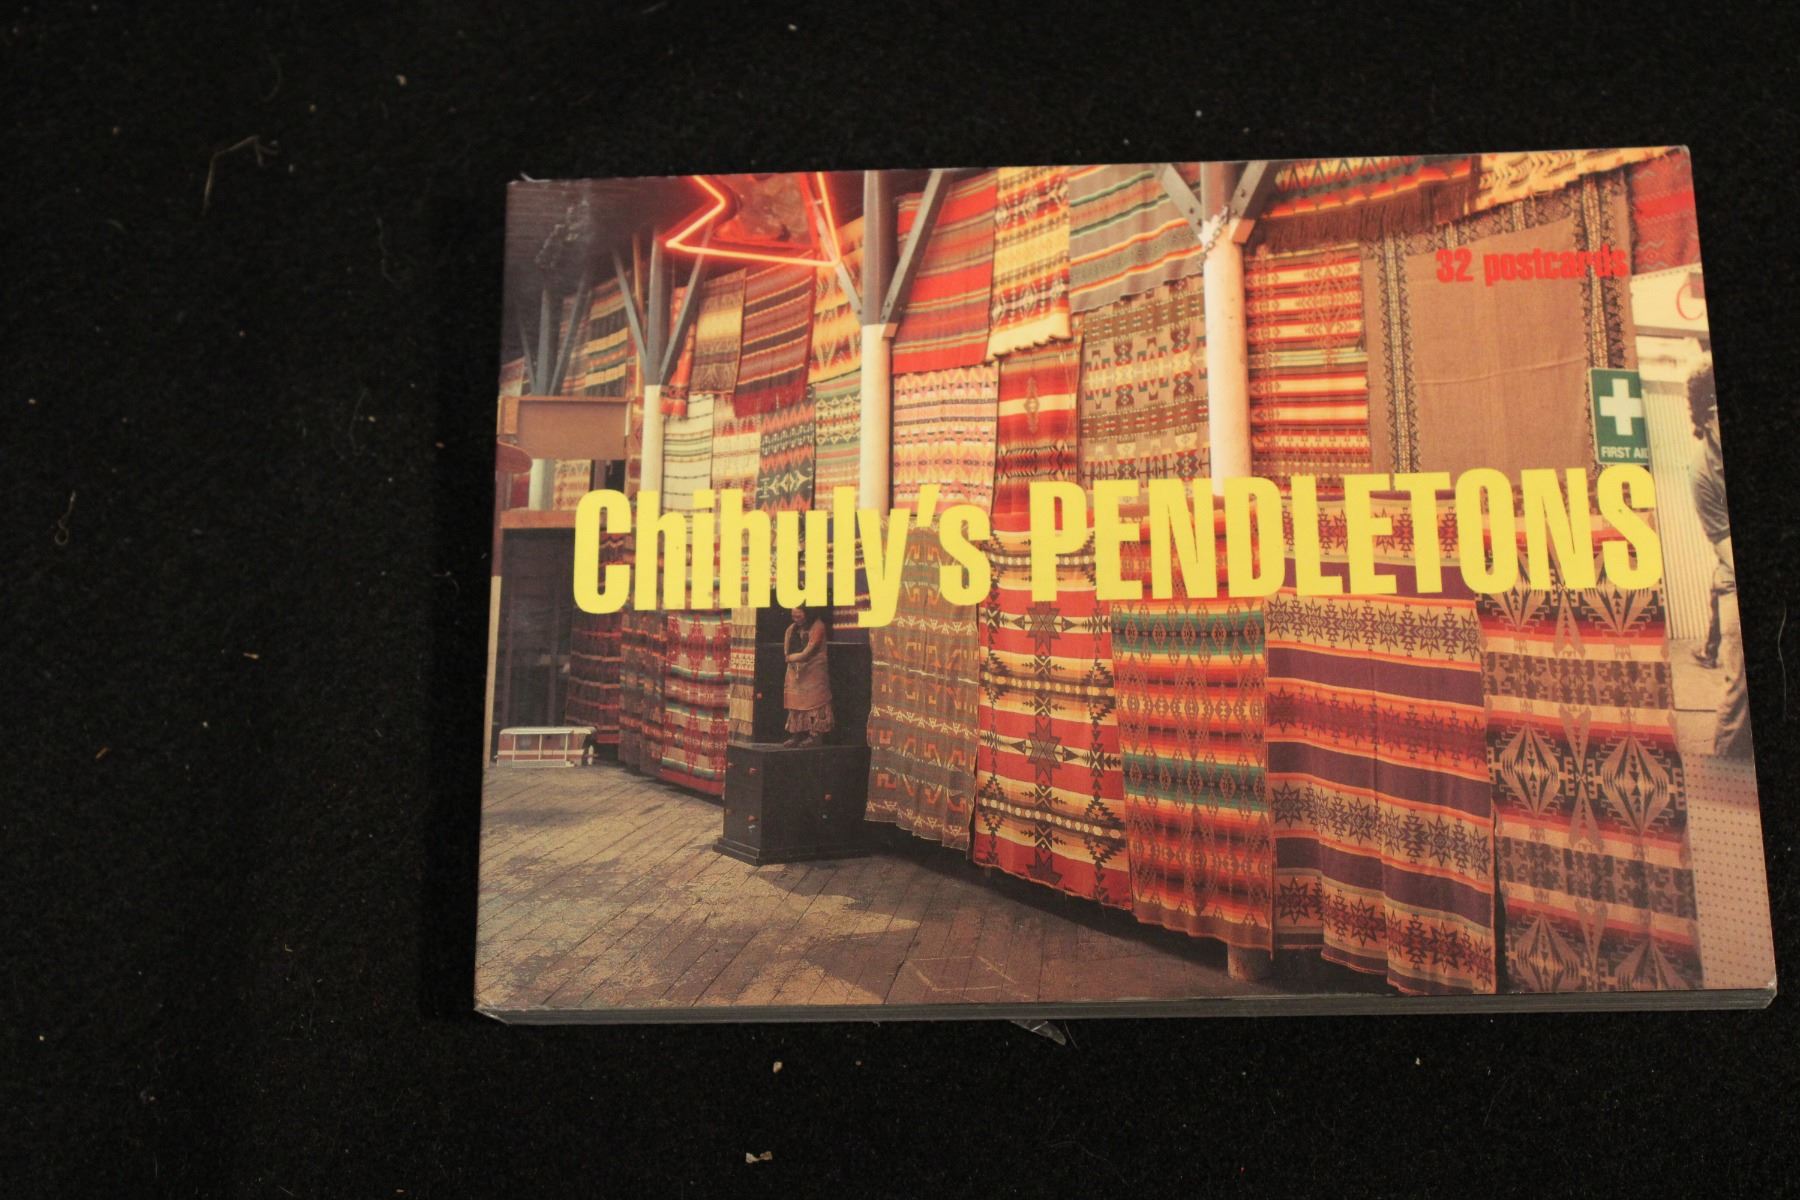 32 postcards
FIRST AID
Chihuly's PENDLETONS